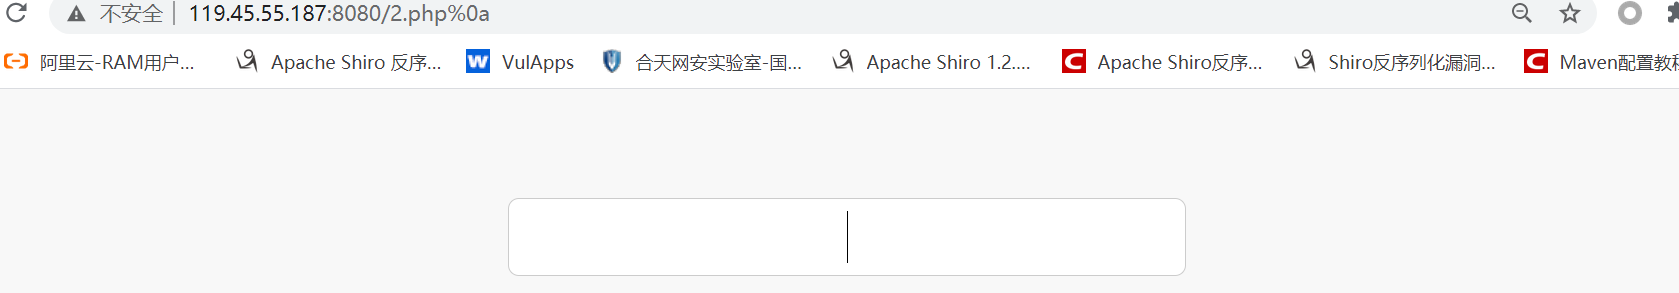 不安全 119.45.55.187:8080/2.php%0a
阿里云-RAM用户... Apache Shiro 反序... VulApps 合天网安实验室-国... Apache Shiro 1.2.... Apache Shiro反序... Shiro反序列化漏洞... Maven配置教程